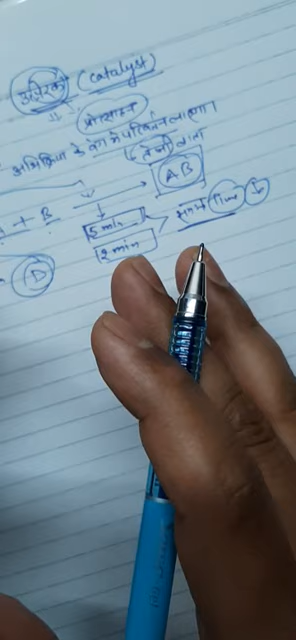 उत्प्रेरक (catalyst)
प्रोत्साहन
अभिक्रिया के वेग में परिवर्तन लाना।
तेजी लाना
A + B → AB
5 min
2 min
समय Time